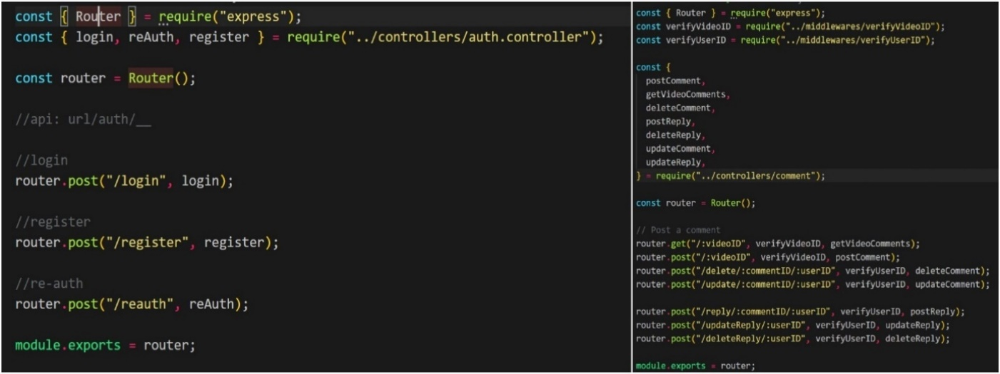 const { Router } = require("express");
const { login, reAuth, register } = require("../controllers/auth.controller");
const router = Router();
//api: url/auth/__
//login
router.post("/login", login);
//register
router.post("/register", register);
//re-auth
router.post("/reauth", reAuth);
module.exports = router;
const { Router } = require("express");
const verifyVideoID = require("../middlewares/verifyVideoID");
const verifyUserID = require("../middlewares/verifyUserID");
const {
postComment,
getVideoComments,
deleteComment,
postReply,
deleteReply,
updateComment,
updateReply,
} = require("../controllers/comment");
const router = Router();
// Post a comment
router.get("/:videoID", verifyVideoID, getVideoComments);
router.post("/:videoID", verifyVideoID, postComment);
router.post("/delete/:commentID/:userID", verifyUserID, deleteComment);
router.post("/update/:commentID/:userID", verifyUserID, updateComment);
router.post("/reply/:commentID/:userID", verifyUserID, postReply);
router.post("/updateReply/:userID", verifyUserID, updateReply);
router.post("/deleteReply/:userID", verifyUserID, deleteReply);
module.exports = router;